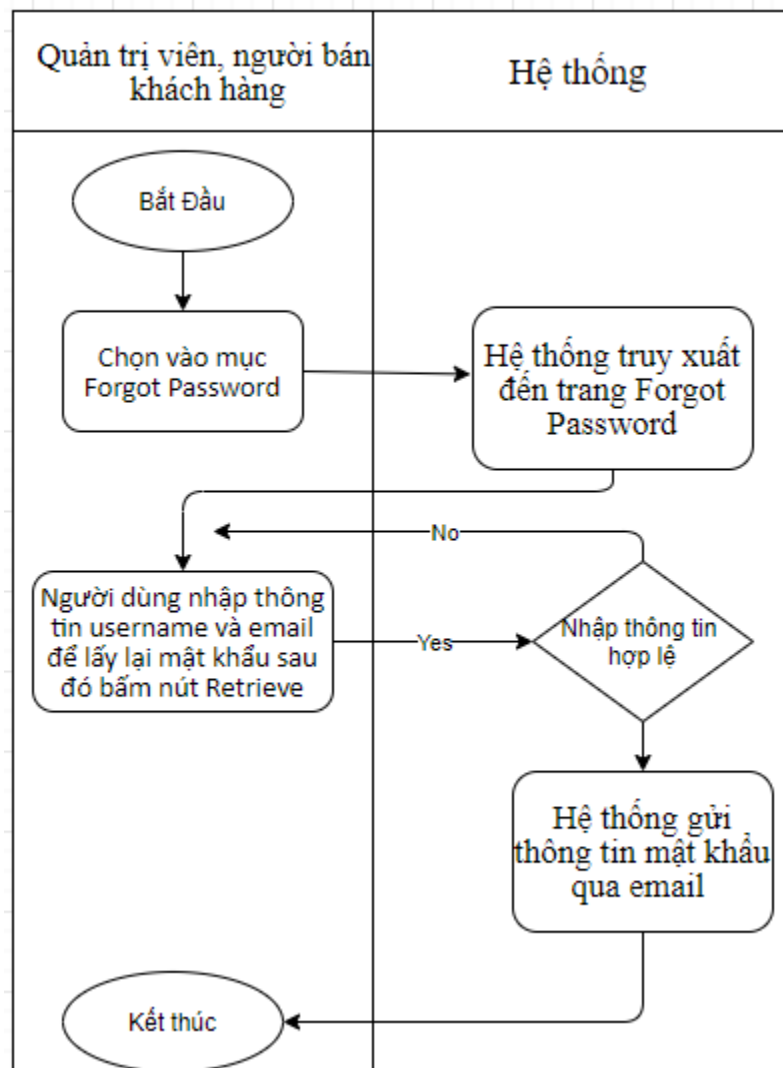 Quản trị viên, người bán
khách hàng
Hệ thống
Bắt Đầu
Chọn vào mục
Forgot Password
Hệ thống truy xuất
đến trang Forgot
Password
No
Người dùng nhập thông
tin username và email
để lấy lại mật khẩu sau
đó bấm nút Retrieve
Yes
Nhập thông tin
hợp lệ
Hệ thống gửi
thông tin mật khẩu
qua email
Kết thúc